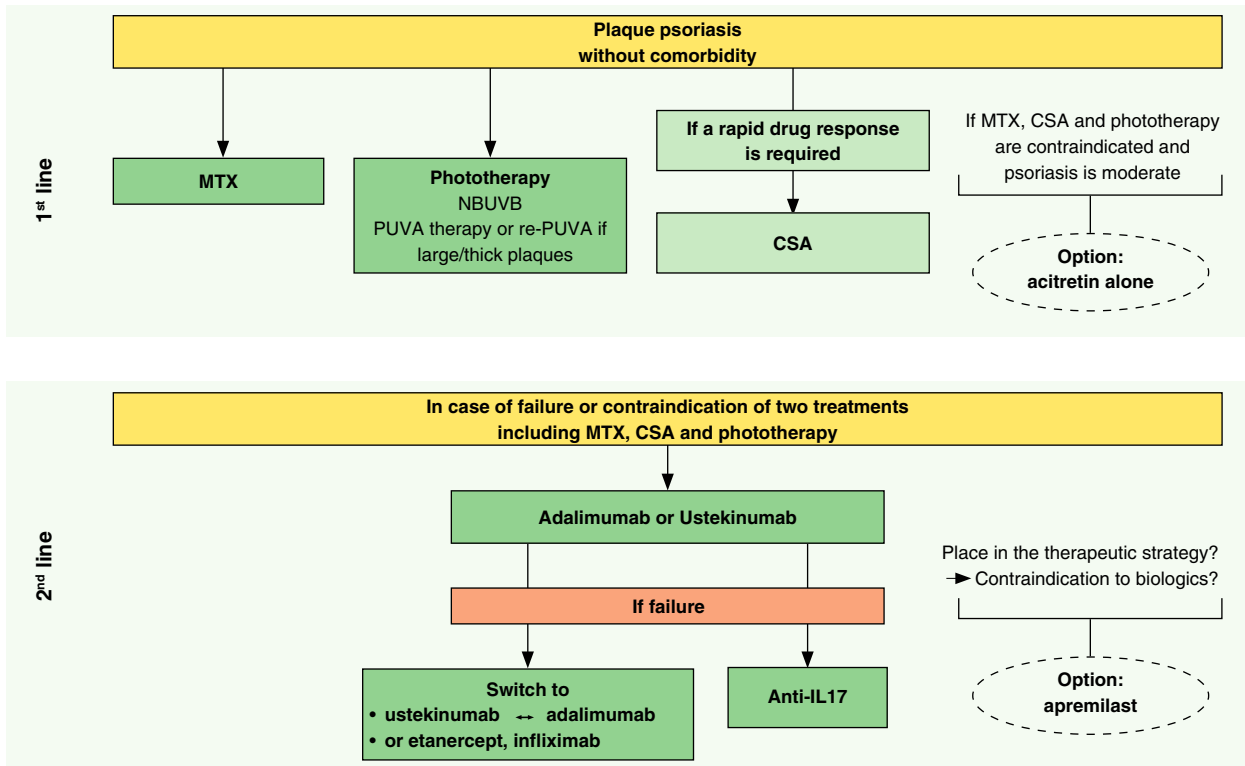 Plaque psoriasis
without comorbidity
1st line
MTX
Phototherapy
NBUVB
PUVA therapy or re-PUVA if
large/thick plaques
If a rapid drug response
is required
CSA
If MTX, CSA and phototherapy
are contraindicated and
psoriasis is moderate
Option:
acitretin alone
In case of failure or contraindication of two treatments
including MTX, CSA and phototherapy
2nd line
Adalimumab or Ustekinumab
If failure
Switch to
• ustekinumab ↔ adalimumab
• or etanercept, infliximab
Anti-IL17
Place in the therapeutic strategy?
→ Contraindication to biologics?
Option:
apremilast